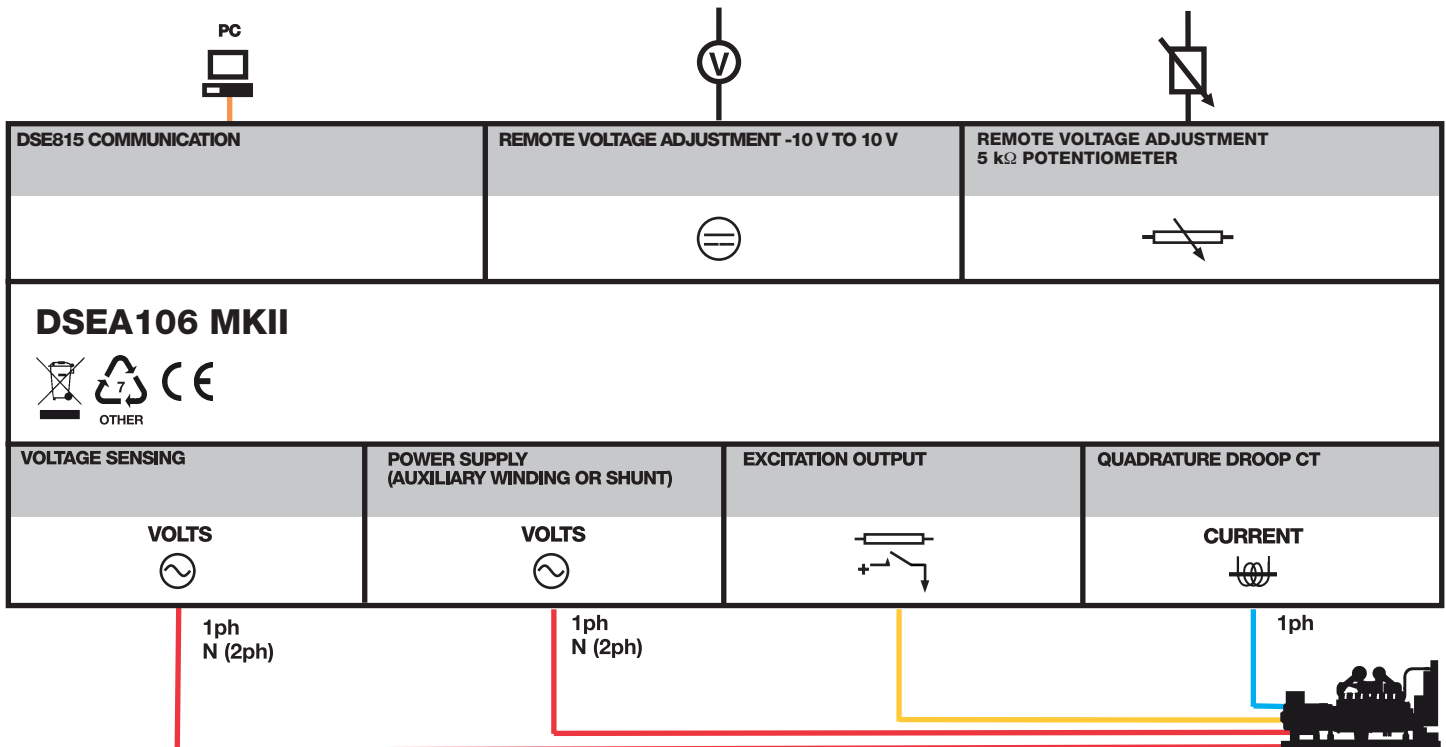 PC
V
DSE815 COMMUNICATION
REMOTE VOLTAGE ADJUSTMENT -10 V TO 10 V
REMOTE VOLTAGE ADJUSTMENT
5 kΩ POTENTIOMETER
DSEA106 MKII
7
CE
OTHER
VOLTAGE SENSING
POWER SUPPLY
(AUXILIARY WINDING OR SHUNT)
EXCITATION OUTPUT
QUADRATURE DROOP CT
VOLTS
VOLTS
+
CURRENT
1ph
N (2ph)
1ph
N (2ph)
1ph